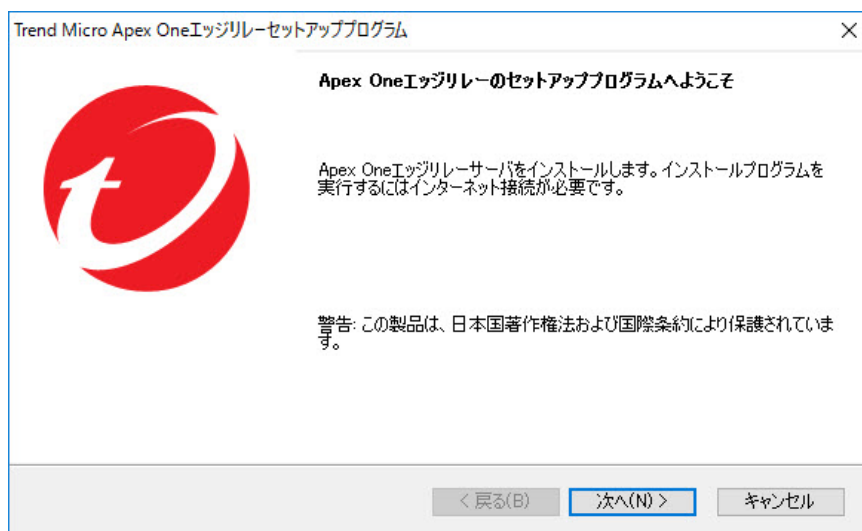 Trend Micro Apex Oneエッジリレーセットアッププログラム
Apex Oneエッジリレーのセットアッププログラムへようこそ
Apex Oneエッジリレーサーバをインストールします。インストールプログラムを
実行するにはインターネット接続が必要です。
警告: この製品は、日本国著作権法および国際条約により保護されていま
す。
< 戻る(B)
次へ(N) >
キャンセル